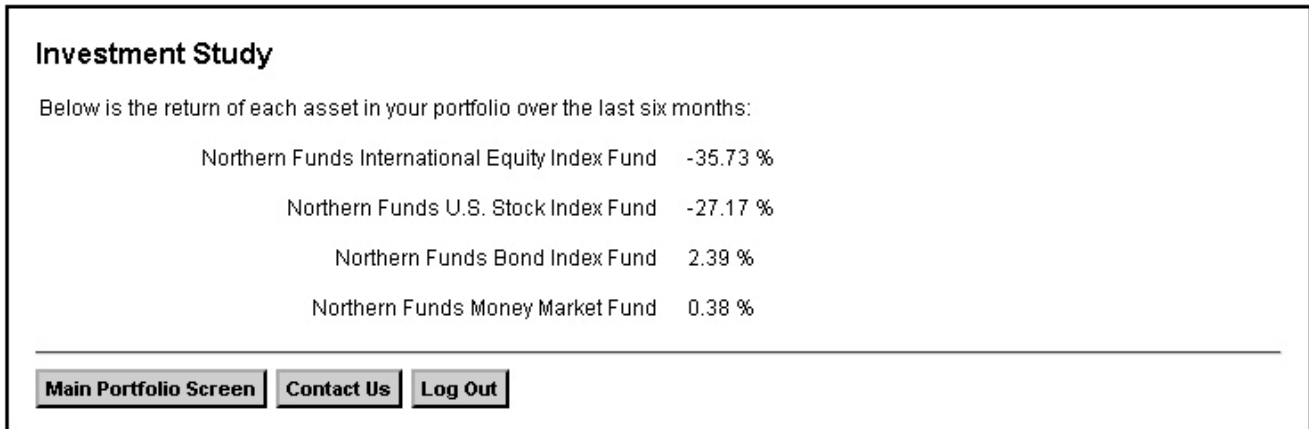 Investment Study
Below is the return of each asset in your portfolio over the last six months:
Northern Funds International Equity Index Fund -35.73 %
Northern Funds U.S. Stock Index Fund -27.17 %
Northern Funds Bond Index Fund 2.39 %
Northern Funds Money Market Fund 0.38 %
Main Portfolio Screen Contact Us Log Out